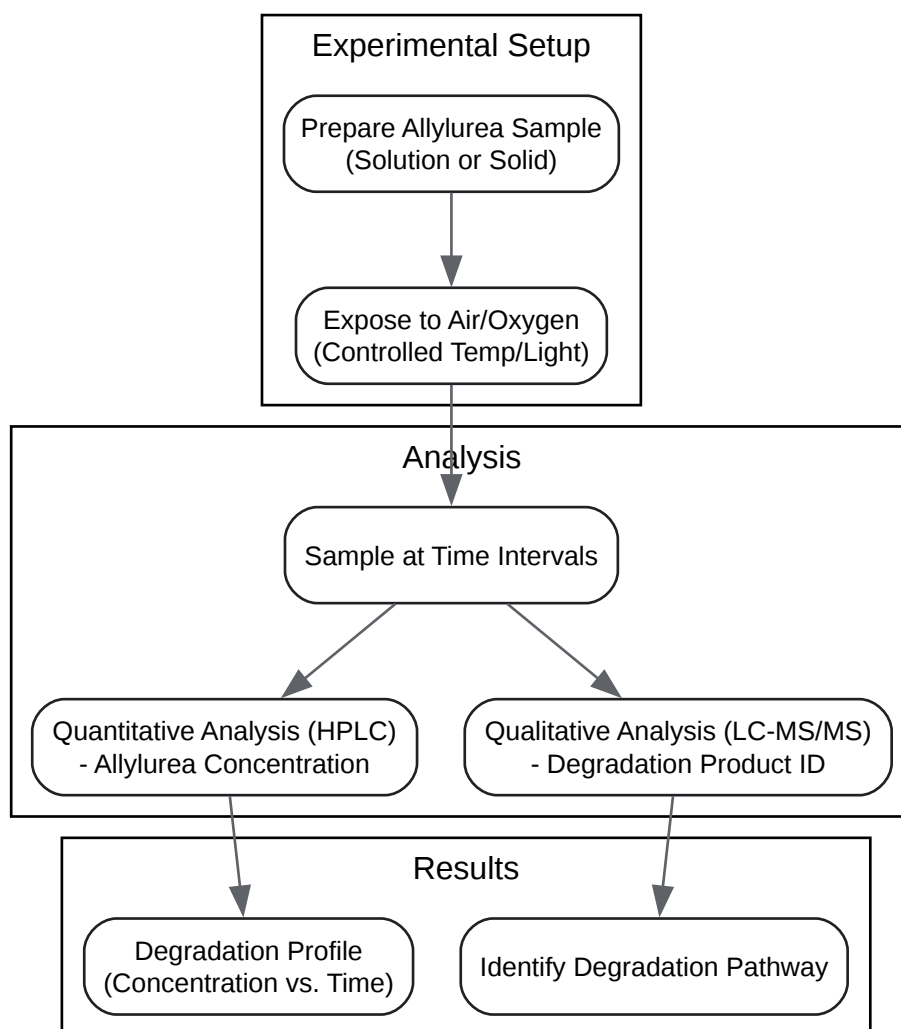 Experimental Setup
Prepare Allylurea Sample
(Solution or Solid)
Expose to Air/Oxygen
(Controlled Temp/Light)
Analysis
Sample at Time Intervals
Quantitative Analysis (HPLC)
- Allylurea Concentration
Qualitative Analysis (LC-MS/MS)
- Degradation Product ID
Results
Degradation Profile
(Concentration vs. Time)
Identify Degradation Pathway